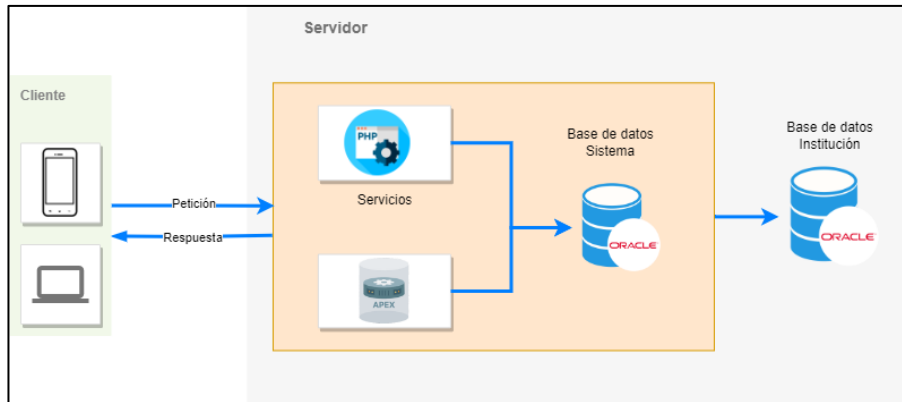 Servidor
Cliente
PHP
Servicios
Petición
Respuesta
APEX
Base de datos
Sistema
ORACLE
Base de datos
Institución
ORACLE